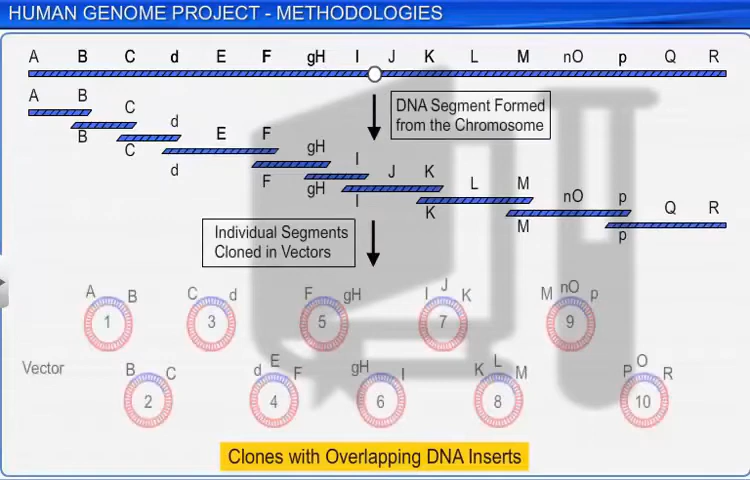 HUMAN GENOME PROJECT - METHODOLOGIES
A B C d E F gH I J K L M nO p Q R
A B C d E F gH I J K L M nO p Q R
B C d F gH I K M p
DNA Segment Formed
from the Chromosome
Individual Segments
Cloned in Vectors
A B C d F gH I J K M nO p
1 3 5 7 9
Vector
B C d E F gH I K L M P O R
2 4 6 8 10
Clones with Overlapping DNA Inserts